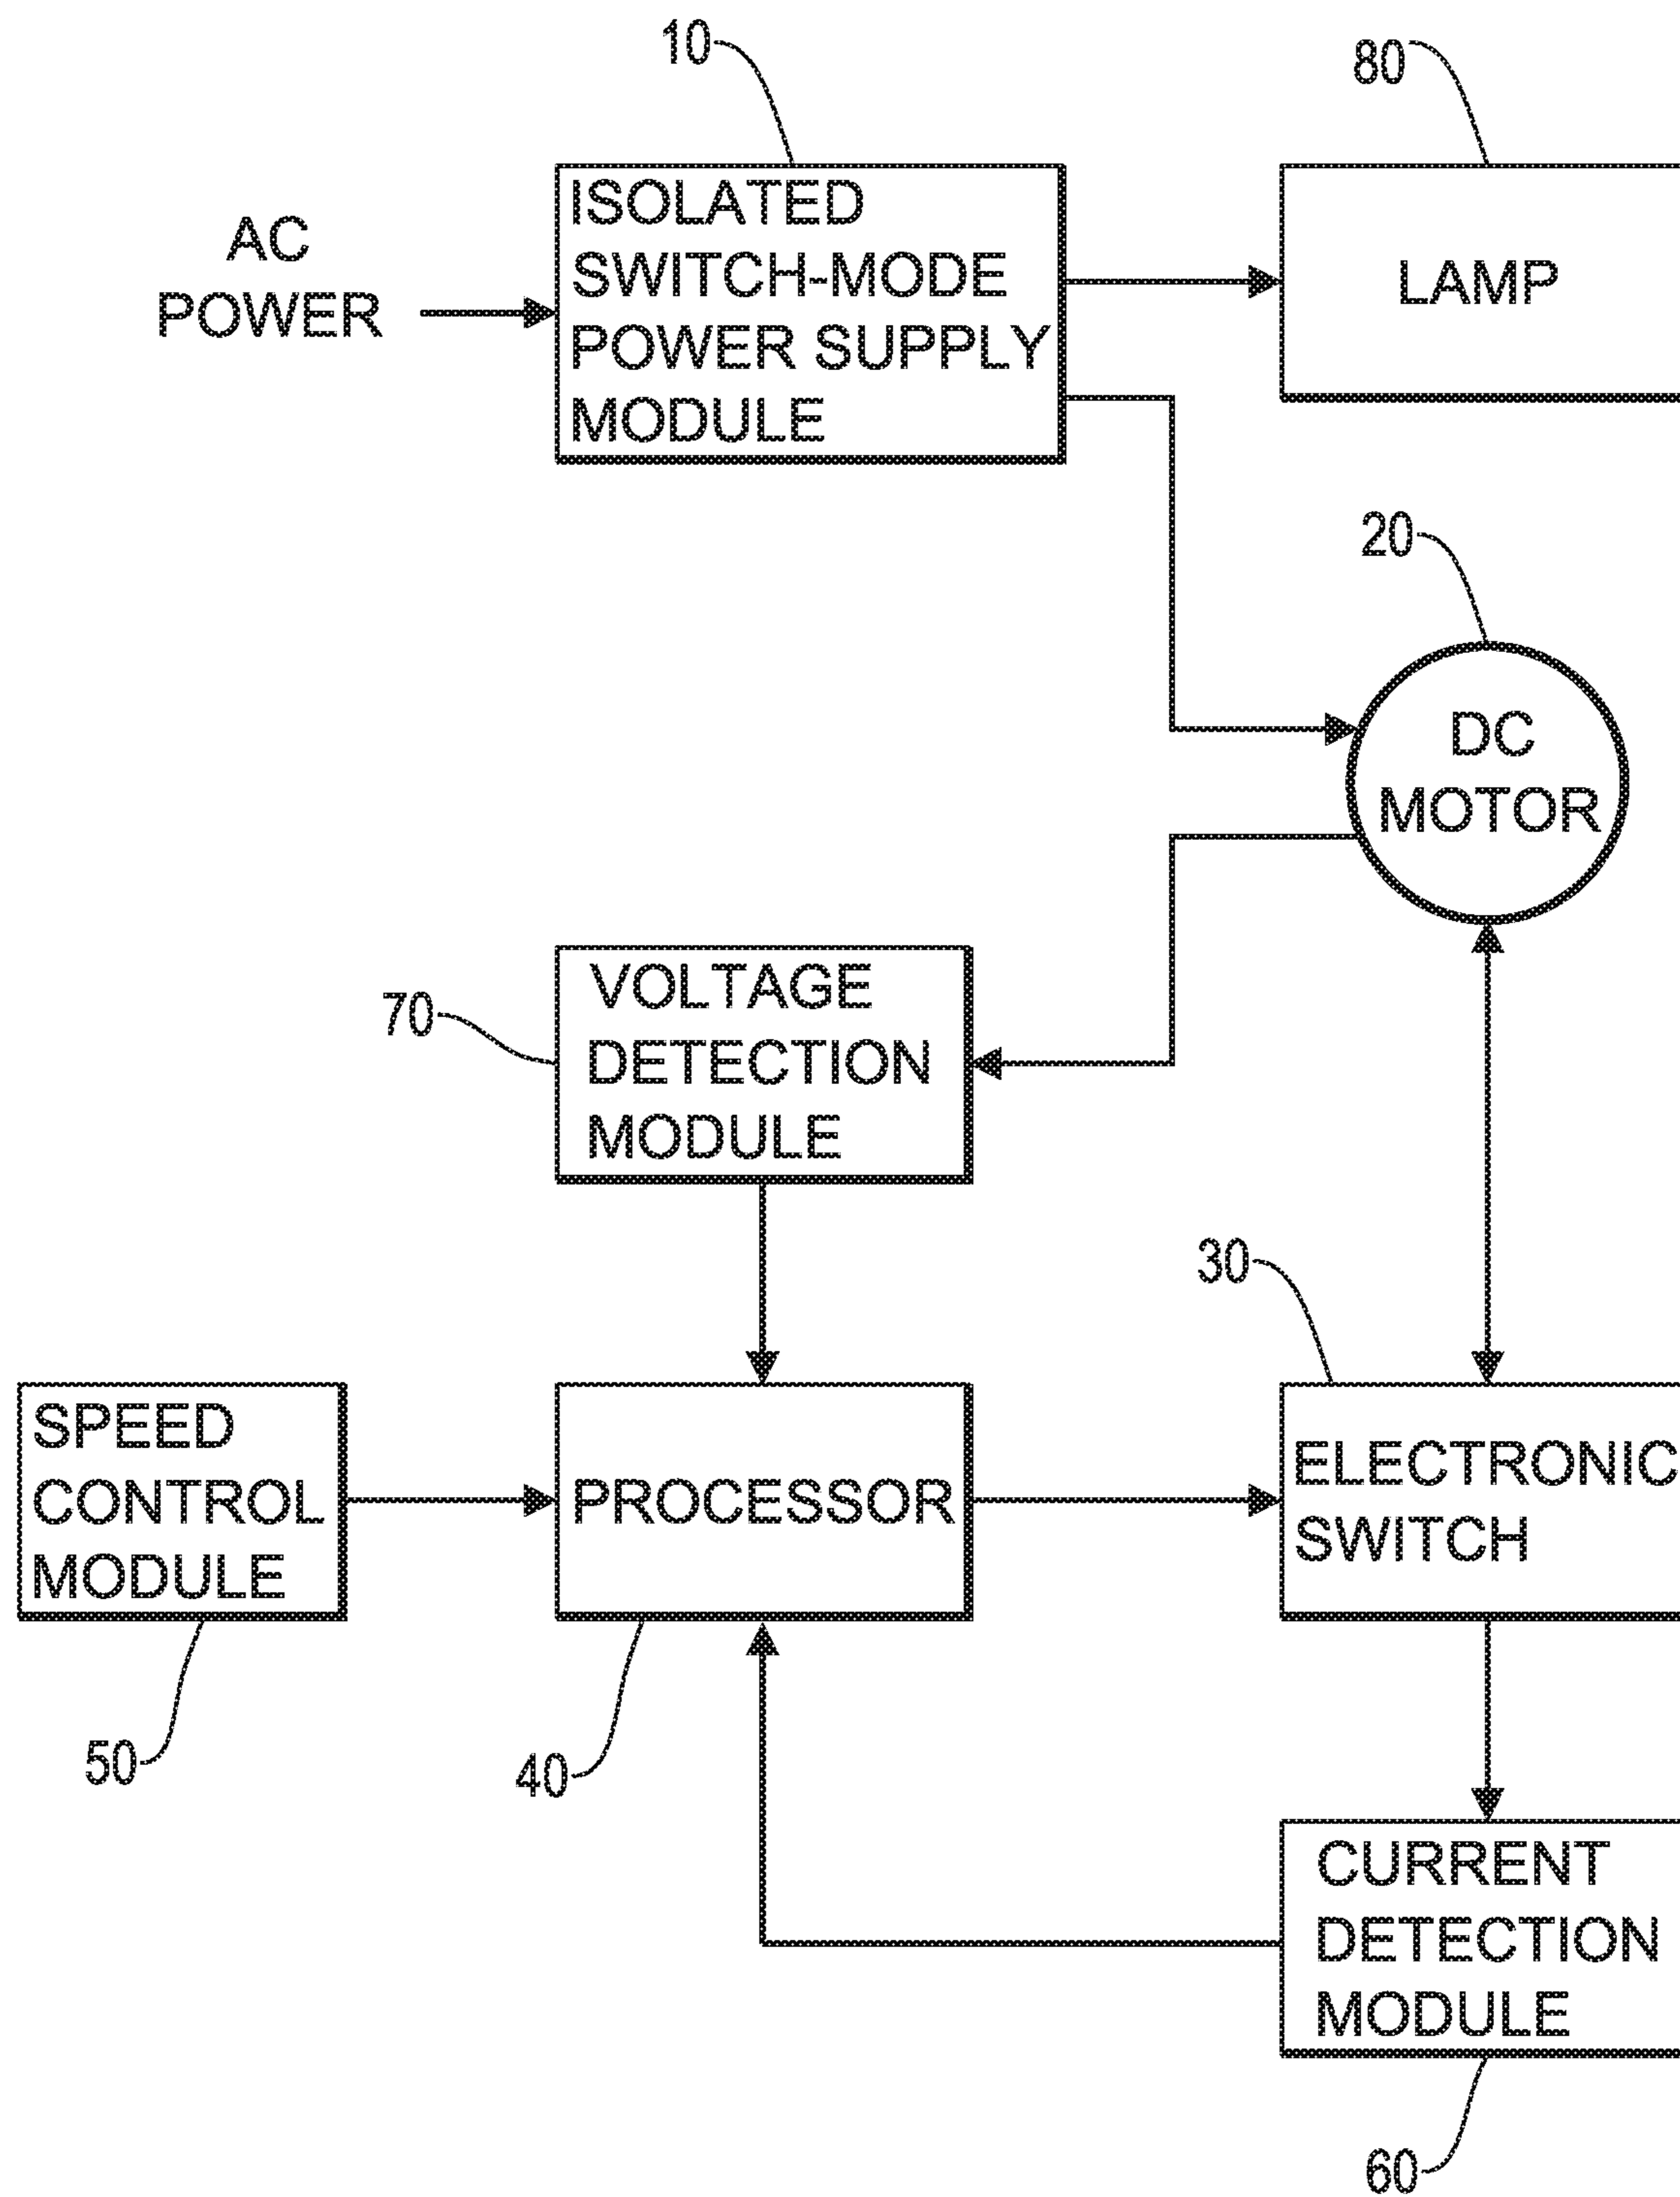 10
80
AC
POWER
ISOLATED
SWITCH-MODE
POWER SUPPLY
MODULE
LAMP
20
DC
MOTOR
70
VOLTAGE
DETECTION
MODULE
30
SPEED
CONTROL
MODULE
PROCESSOR
ELECTRONIC
SWITCH
50
40
CURRENT
DETECTION
MODULE
60